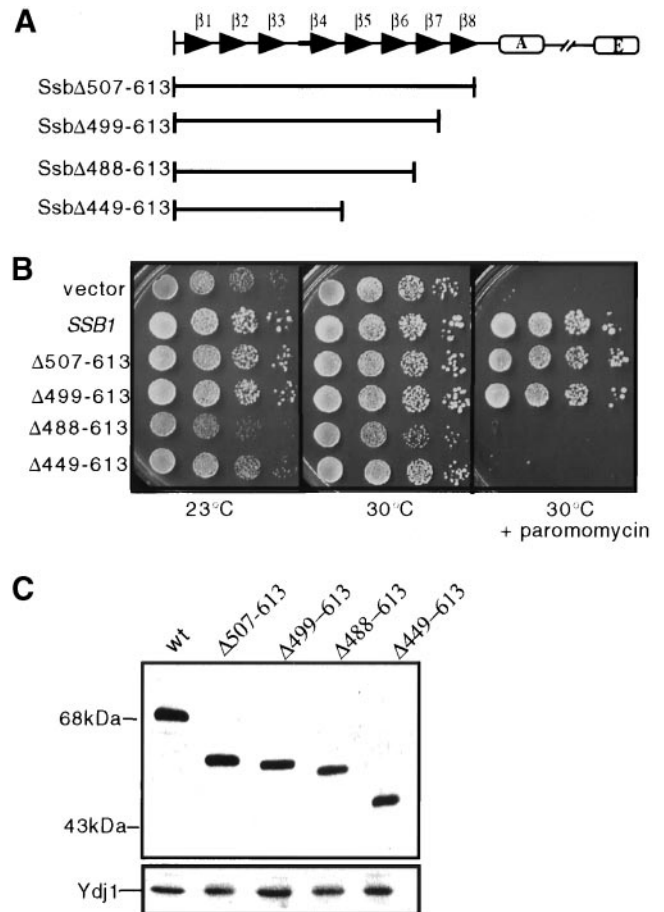 A
β1 β2 β3 β4 β5 β6 β7 β8
A E
SsbΔ507-613
SsbΔ499-613
SsbΔ488-613
SsbΔ449-613
B
vector
SSB1
Δ507-613
Δ499-613
Δ488-613
Δ449-613
23°C 30°C 30°C
+ paromomycin
C
wt Δ507-613 Δ499-613 Δ488-613 Δ449-613
68kDa
43kDa
Ydj1